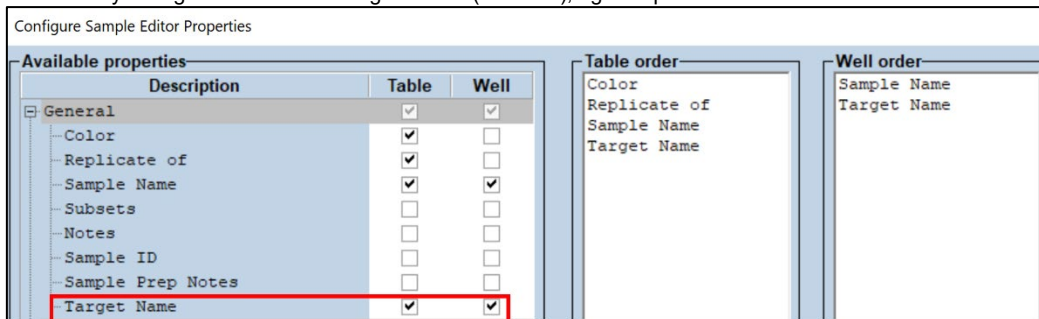 Configure Sample Editor Properties
Available properties
Description Table Well
General
Color
Replicate of
Sample Name
Subsets
Notes
Sample ID
Sample Prep Notes
Target Name
Table order
Color
Replicate of
Sample Name
Target Name
Well order
Sample Name
Target Name